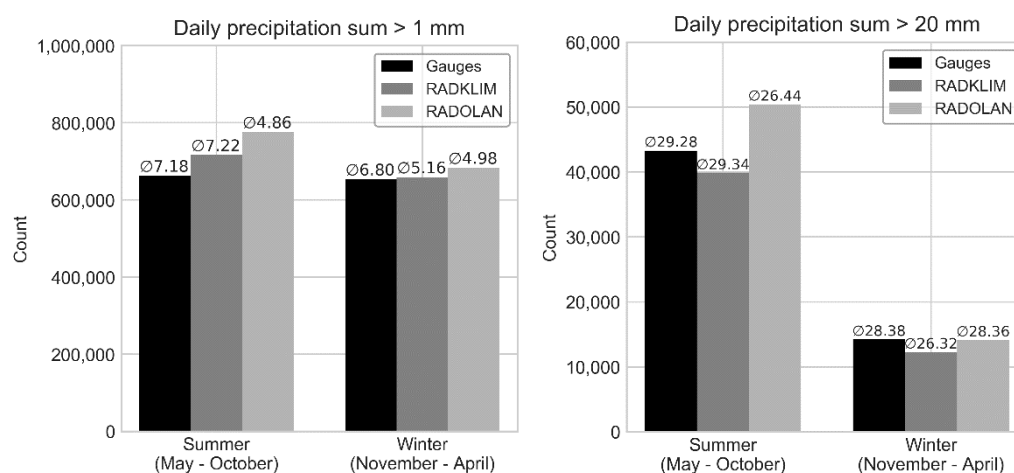 Daily precipitation sum > 1 mm
1,000,000
800,000
600,000
400,000
200,000
0
Count
Gauges
RADKLIM
RADOLAN
∅7.18
∅7.22
∅4.86
∅6.80
∅5.16
∅4.98
Summer
(May - October)
Winter
(November - April)
Daily precipitation sum > 20 mm
60,000
50,000
40,000
30,000
20,000
10,000
0
Count
Gauges
RADKLIM
RADOLAN
∅29.28
∅29.34
∅26.44
∅28.38
∅26.32
∅28.36
Summer
(May - October)
Winter
(November - April)